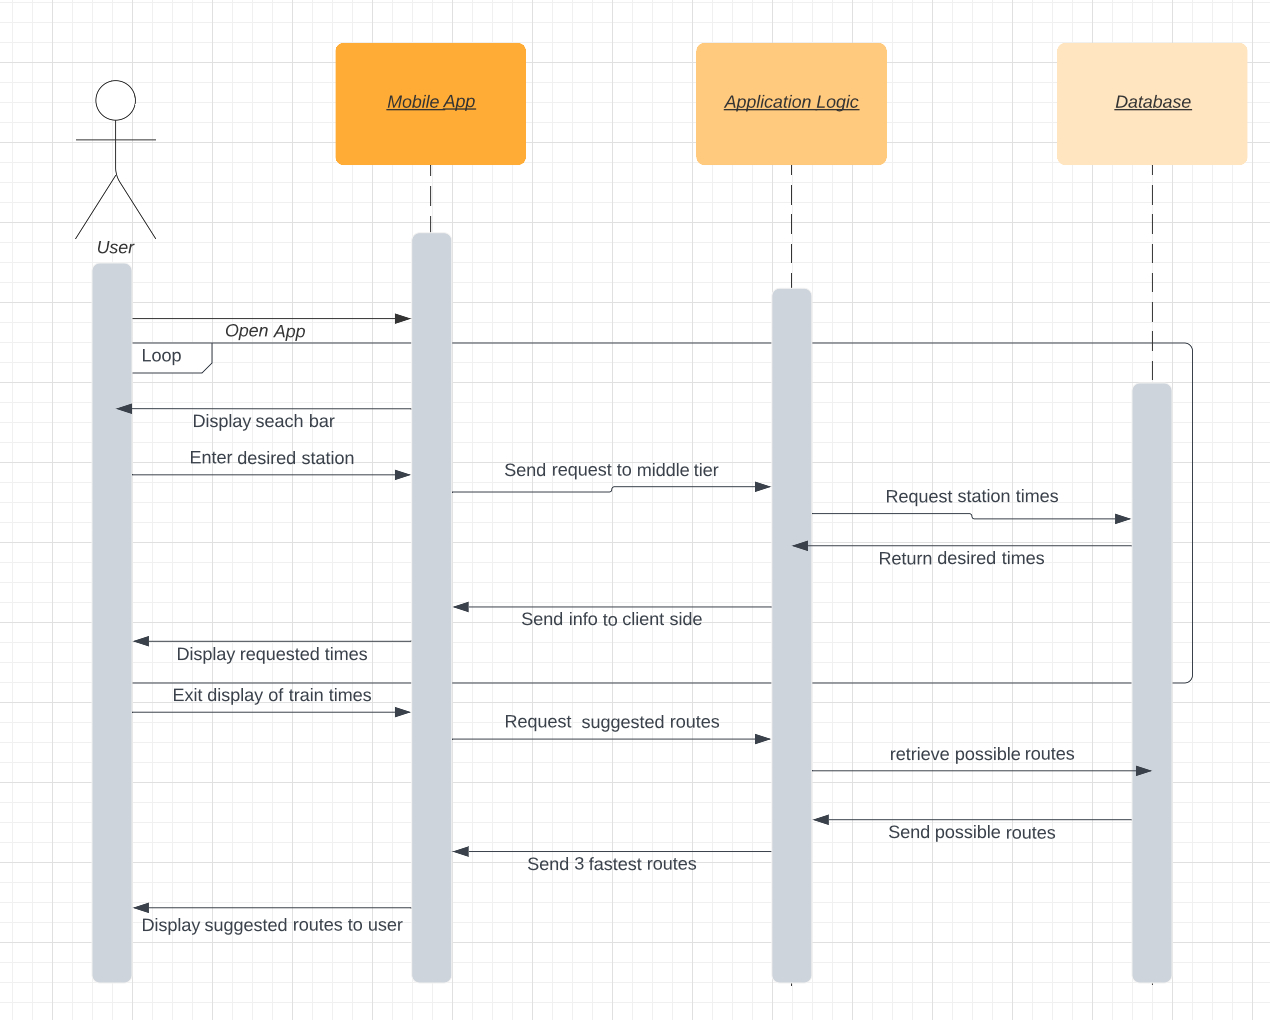 Mobile App
Application Logic
Database
User
Open App
Loop
Display seach bar
Enter desired station
Send request to middle tier
Request station times
Return desired times
Send info to client side
Display requested times
Exit display of train times
Request suggested routes
retrieve possible routes
Send possible routes
Send 3 fastest routes
Display suggested routes to user